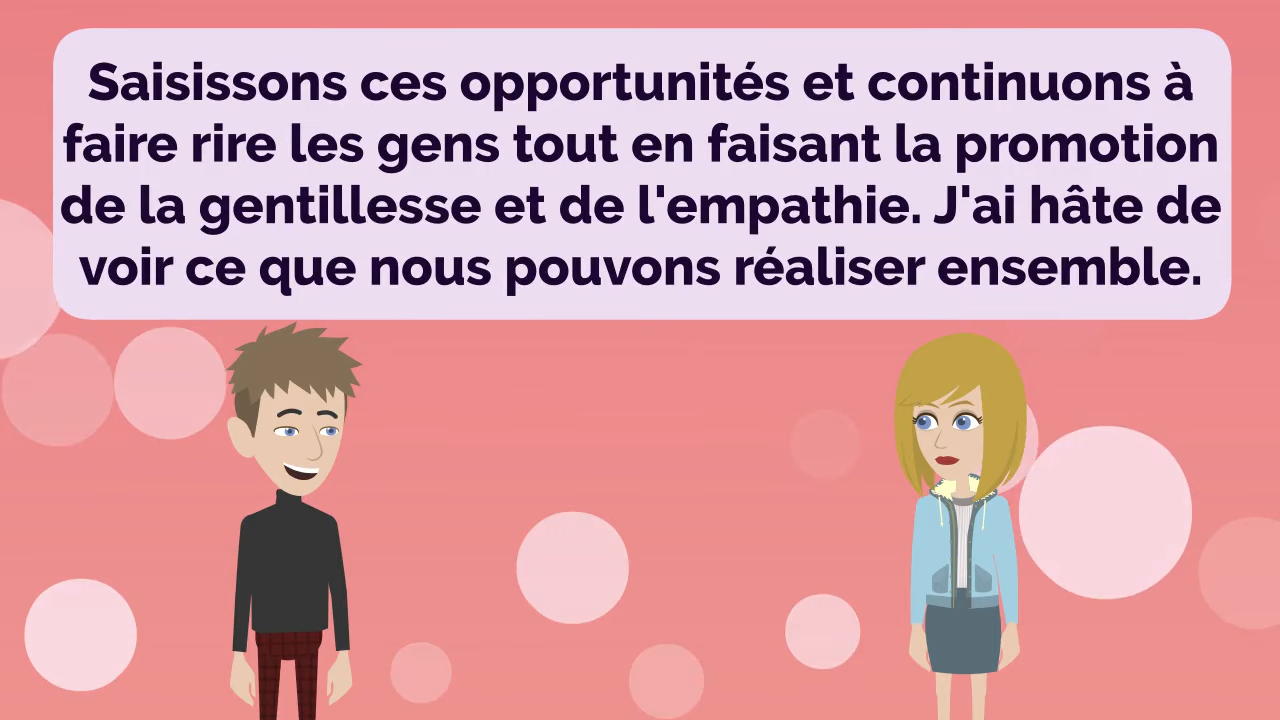 Saisissons ces opportunités et continuons à
faire rire les gens tout en faisant la promotion
de la gentillesse et de l'empathie. J'ai hâte de
voir ce que nous pouvons réaliser ensemble.